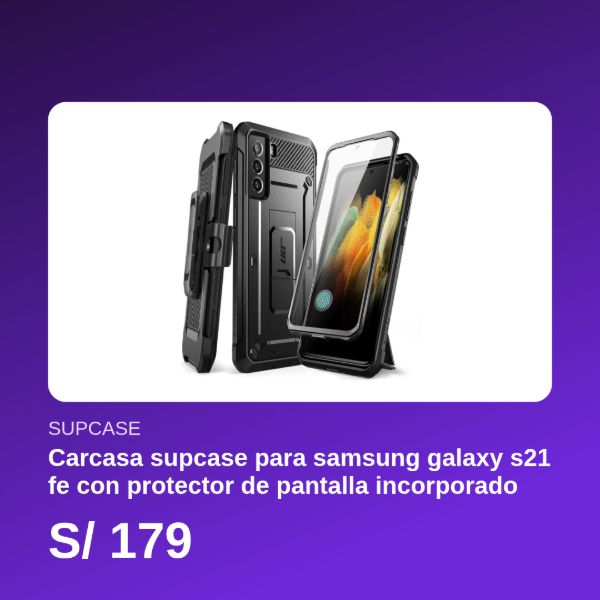 SUPCASE
Carcasa supcase para samsung galaxy s21
fe con protector de pantalla incorporado
S/ 179